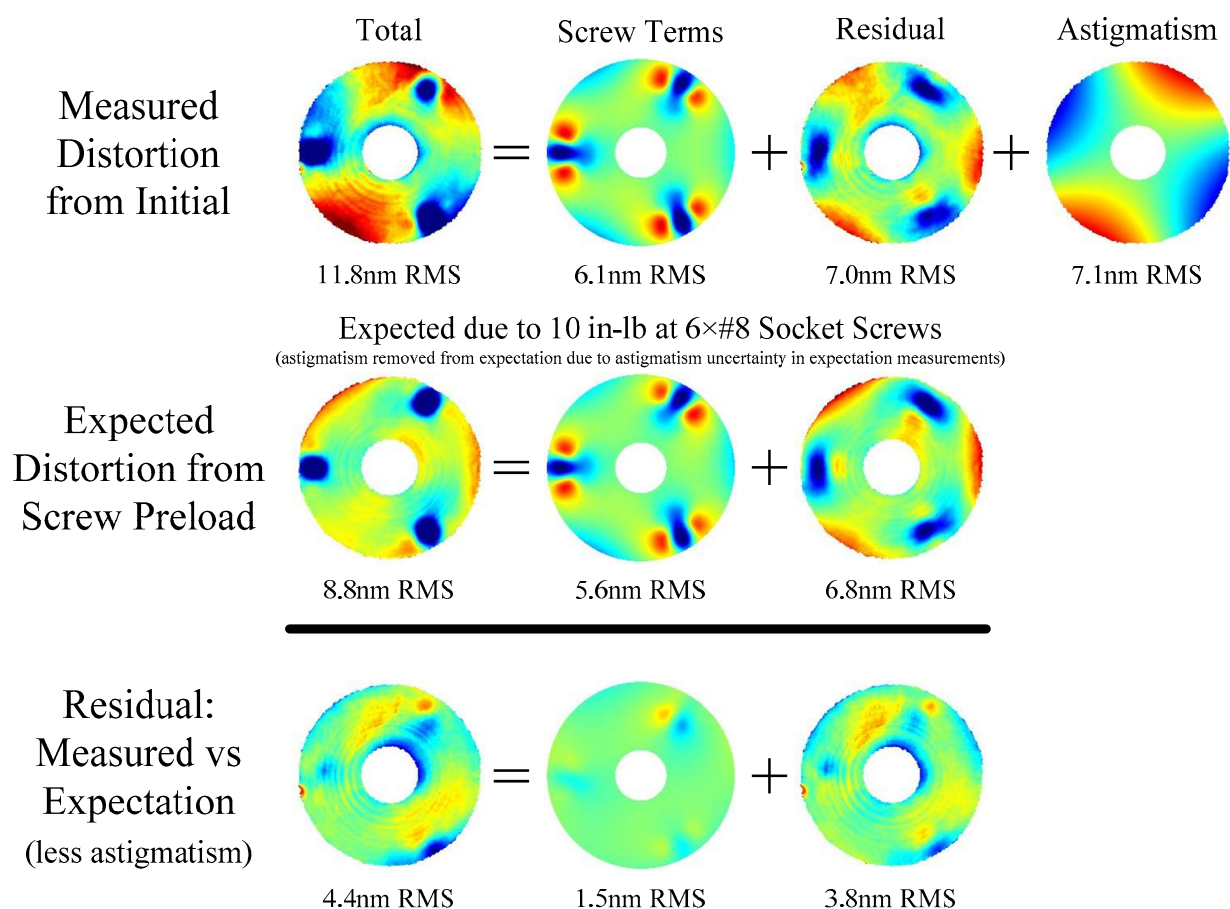 Total
Screw Terms
Residual
Astigmatism
Measured
Distortion
from Initial
=
+
+
11.8nm RMS
6.1nm RMS
7.0nm RMS
7.1nm RMS
Expected due to 10 in-lb at 6×#8 Socket Screws
(astigmatism removed from expectation due to astigmatism uncertainty in expectation measurements)
Expected
Distortion from
Screw Preload
=
+
8.8nm RMS
5.6nm RMS
6.8nm RMS
Residual:
Measured vs
Expectation
(less astigmatism)
=
+
4.4nm RMS
1.5nm RMS
3.8nm RMS